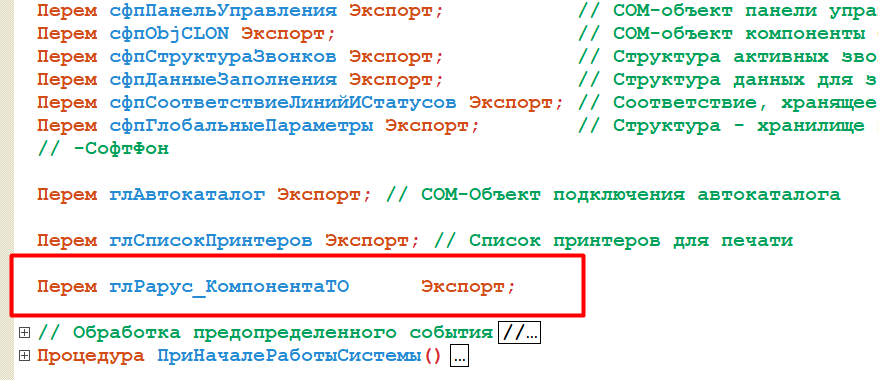 Перем сфпПанельУправления Экспорт; // COM-объект панели упра
Перем сфпObjCLON Экспорт; // COM-объект компоненты
Перем сфпСтруктураЗвонков Экспорт; // Структура активных зво
Перем сфпДанныеЗаполнения Экспорт; // Структура данных для з
Перем сфпСоответствиеЛинийИСтатусов Экспорт; // Соответствие, хранящее
Перем сфпГлобальныеПараметры Экспорт; // Структура - хранилище
// -СофтФон
Перем глАвтокаталог Экспорт; // COM-Объект подключения автокаталога
Перем глСписокПринтеров Экспорт; // Список принтеров для печати
Перем глРарус_КомпонентаТО Экспорт;
// Обработка предопределенного события //...
Процедура ПриНачалеРаботыСистемы() ...